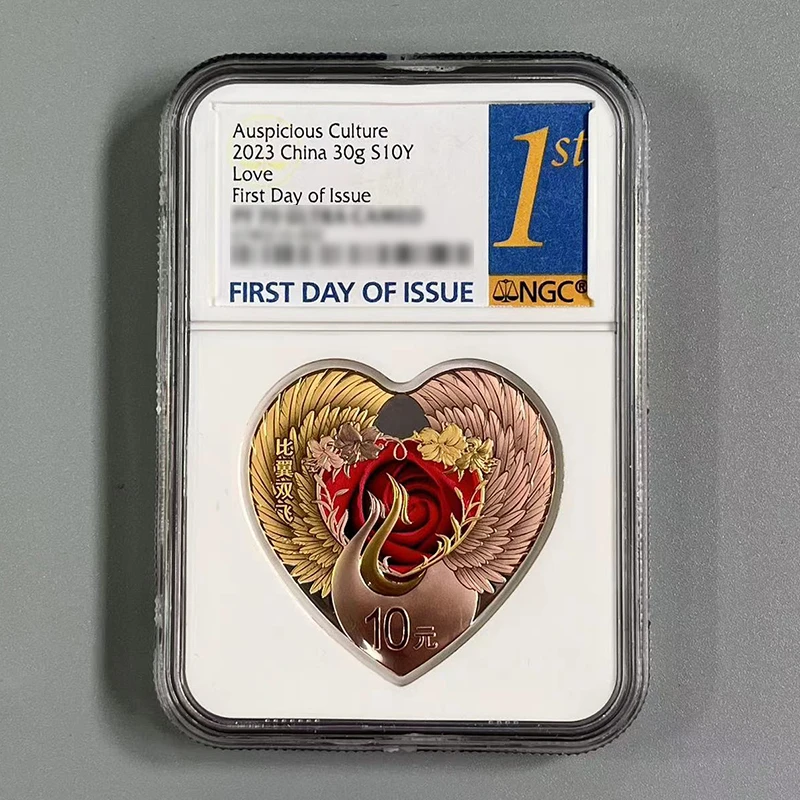 Auspicious Culture
2023 China 30g S10Y
Love
First Day of Issue
FIRST DAY OF ISSUE
1st
NGC®
比翼双飞
10元